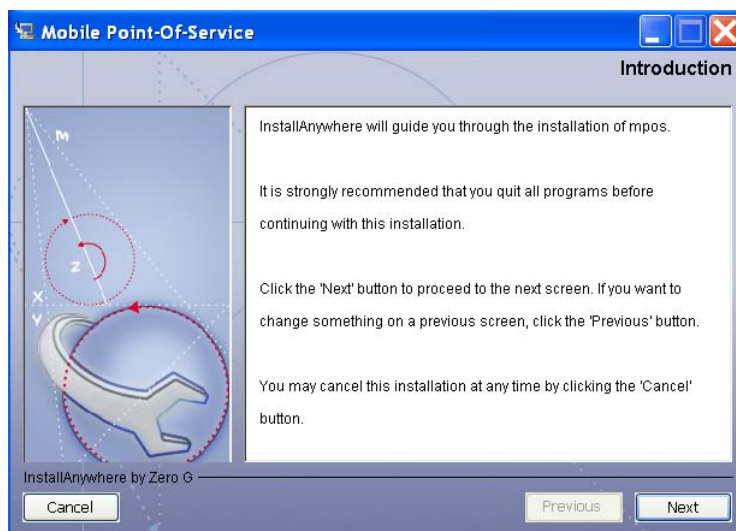 Mobile Point-Of-Service
Introduction
M
Z
X
Y
InstallAnywhere will guide you through the installation of mpos.
It is strongly recommended that you quit all programs before
continuing with this installation.
Click the 'Next' button to proceed to the next screen. If you want to
change something on a previous screen, click the 'Previous' button.
You may cancel this installation at any time by clicking the 'Cancel'
button.
InstallAnywhere by Zero G
Cancel
Previous
Next